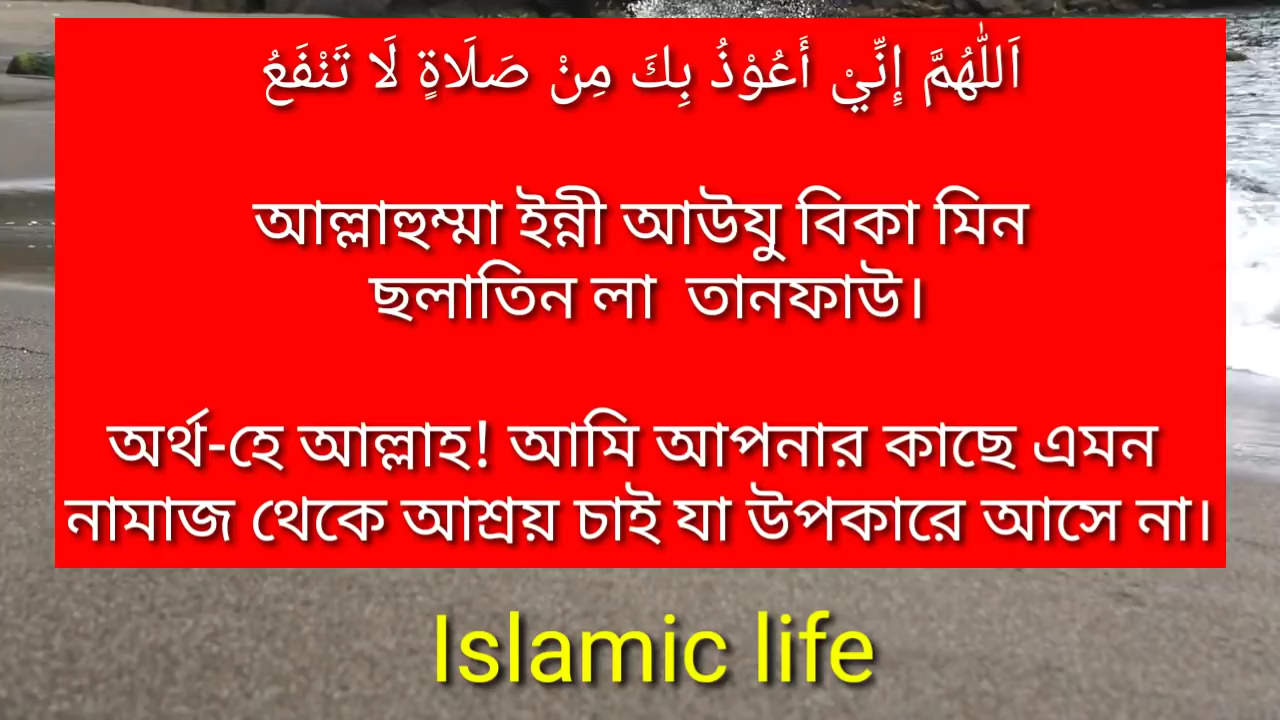 اَللّٰهُمَّ إِنِّيْ أَعُوْذُ بِكَ مِنْ صَلَاةٍ لَا تَنْفَعُ
আল্লাহুম্মা ইন্নী আউযু বিকা মিন
ছলাতিন লা তানফাউ।
অর্থ-হে আল্লাহ! আমি আপনার কাছে এমন
নামাজ থেকে আশ্রয় চাই যা উপকারে আসে না।
Islamic life